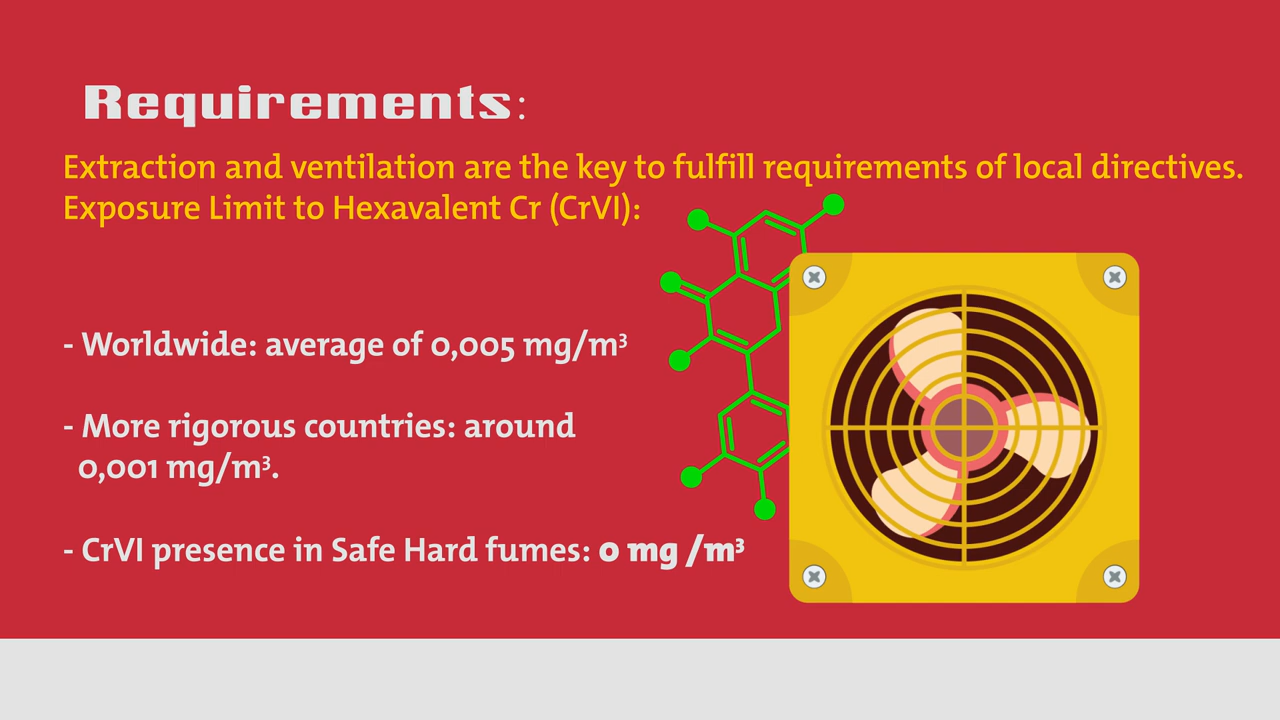 Requirements:
Extraction and ventilation are the key to fulfill requirements of local directives.
Exposure Limit to Hexavalent Cr (CrVI):
- Worldwide: average of 0,005 mg/m³
- More rigorous countries: around
0,001 mg/m³.
- CrVI presence in Safe Hard fumes: 0 mg /m³